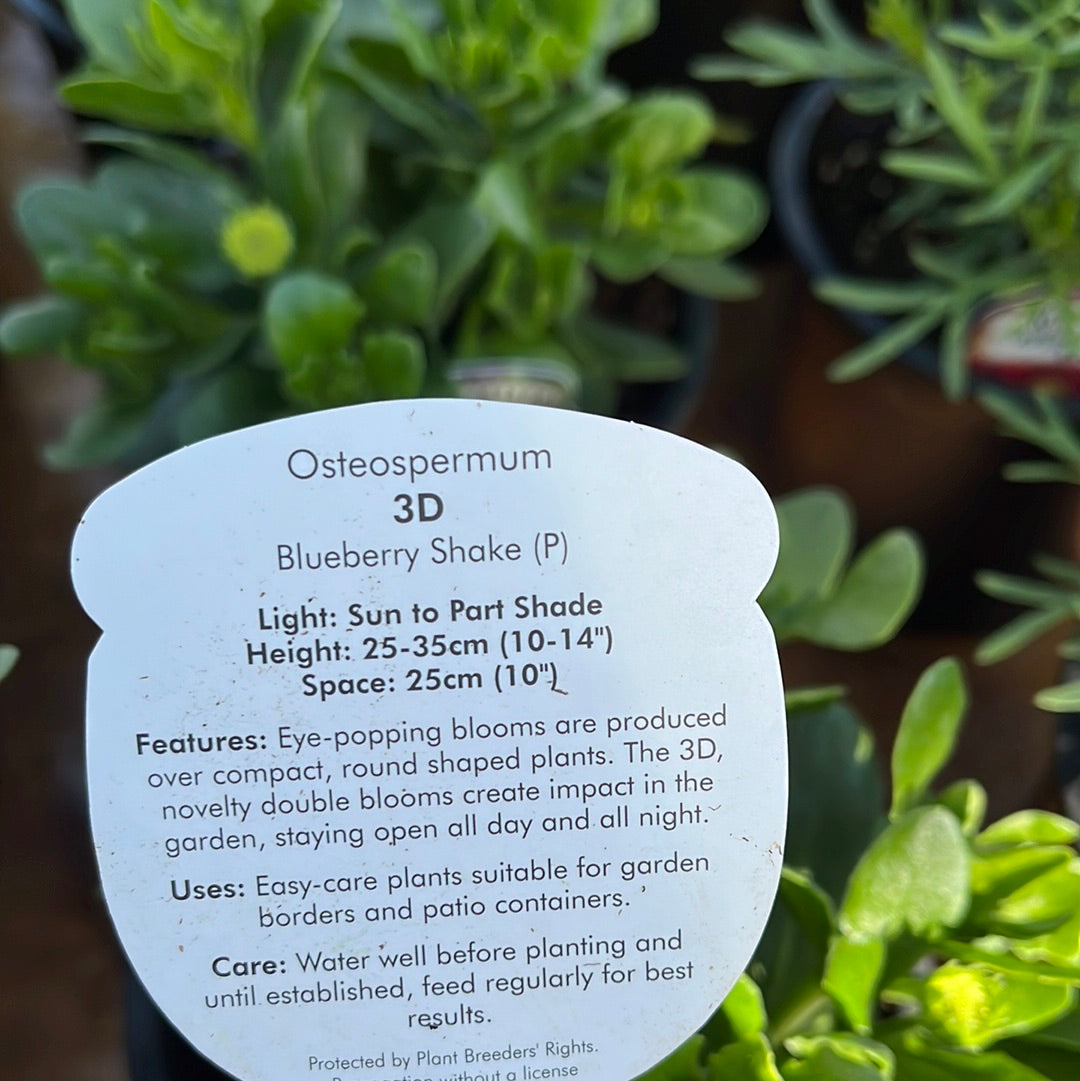 Osteospermum
3D
Blueberry Shake (P)
Light: Sun to Part Shade
Height: 25-35cm (10-14")
Space: 25cm (10")
Features: Eye-popping blooms are produced
over compact, round shaped plants. The 3D,
novelty double blooms create impact in the
garden, staying open all day and all night.
Uses: Easy-care plants suitable for garden
borders and patio containers.
Care: Water well before planting and
until established, feed regularly for best
results.
Protected by Plant Breeders' Rights.
without a license